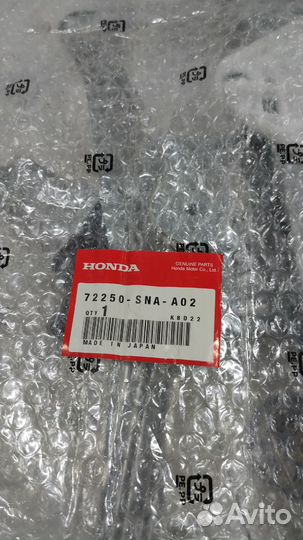 HONDA
GENUINE PARTS
Honda Motor Co., Ltd.
72250-SNA-A02
QTY 1
KBD22
MADE IN JAPAN
Avito